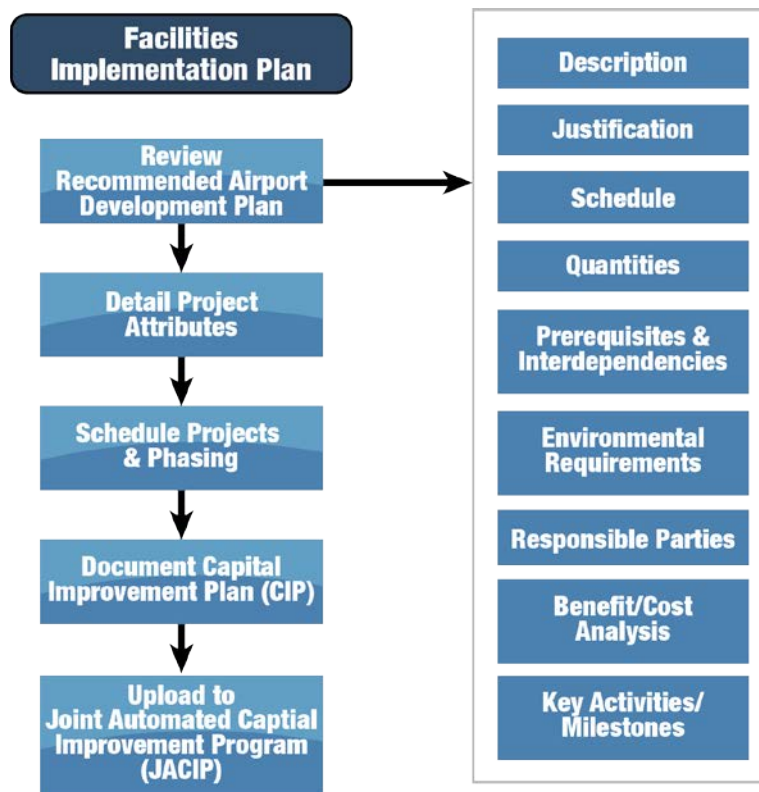 Facilities
Implementation Plan
Review
Recommended Airport
Development Plan
Detail Project
Attributes
Schedule Projects
& Phasing
Document Capital
Improvement Plan (CIP)
Upload to
Joint Automated Captial
Improvement Program
(JACIP)
Description
Justification
Schedule
Quantities
Prerequisites &
Interdependencies
Environmental
Requirements
Responsible Parties
Benefit/Cost
Analysis
Key Activities/
Milestones